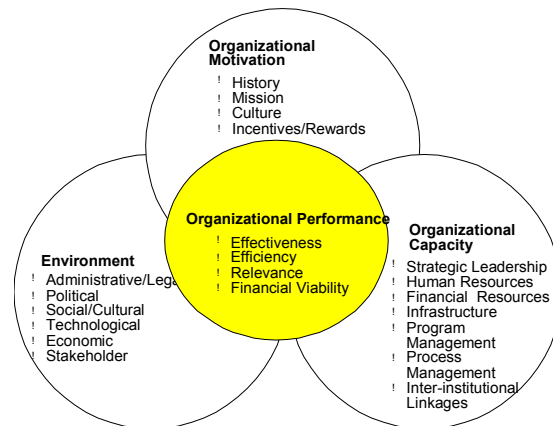 Organizational
Motivation
! History
! Mission
! Culture
! Incentives/Rewards
Organizational Performance
! Effectiveness
! Efficiency
! Relevance
! Financial Viability
Environment
! Administrative/Lega
! Political
! Social/Cultural
! Technological
! Economic
! Stakeholder
Organizational
Capacity
! Strategic Leadership
! Human Resources
! Financial Resources
! Infrastructure
! Program
Management
! Process
Management
! Inter-institutional
Linkages